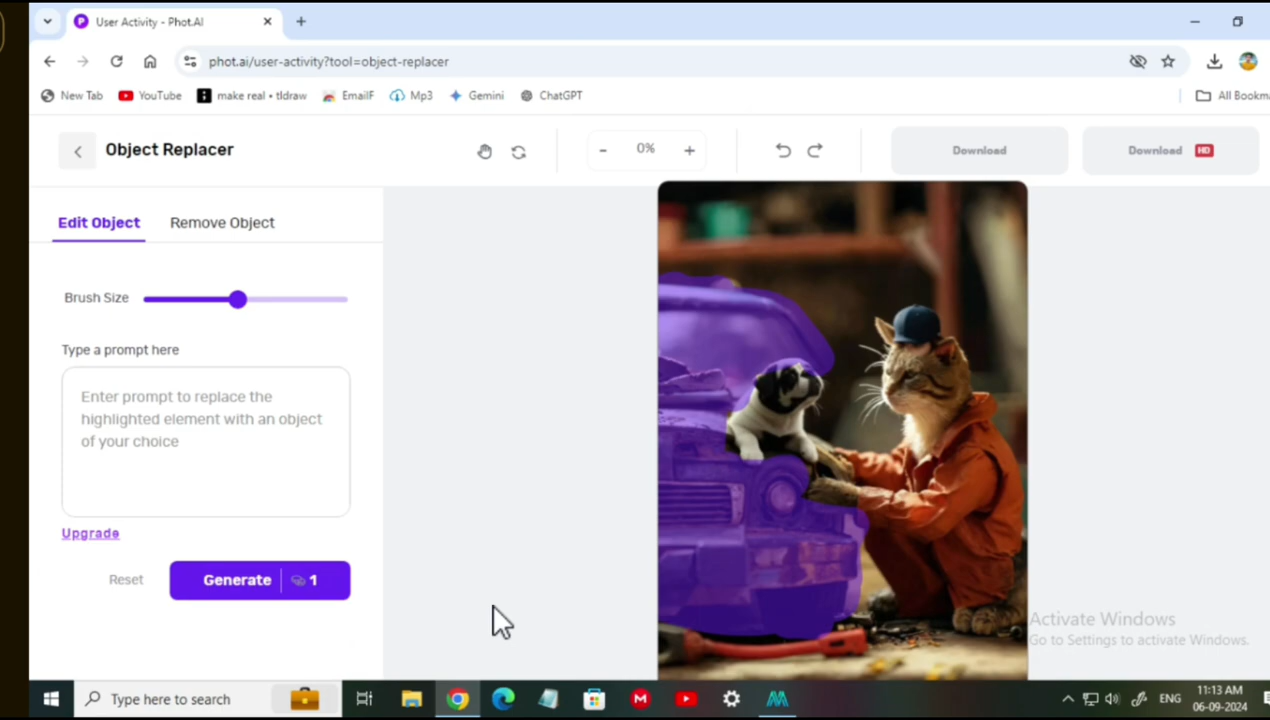 User Activity - Phot.AI
phot.ai/user-activity?tool=object-replacer
New Tab YouTube make real • tldraw EmailF Mp3 Gemini ChatGPT All
Object Replacer 0% Download Download HD
Edit Object Remove Object
Brush Size
Type a prompt here
Enter prompt to replace the
highlighted element with an object
of your choice
Upgrade
Reset Generate 1
Activate Windows
Go to Settings to activate Windows.
Type here to search ENG 11:13 AM
06-09-2024